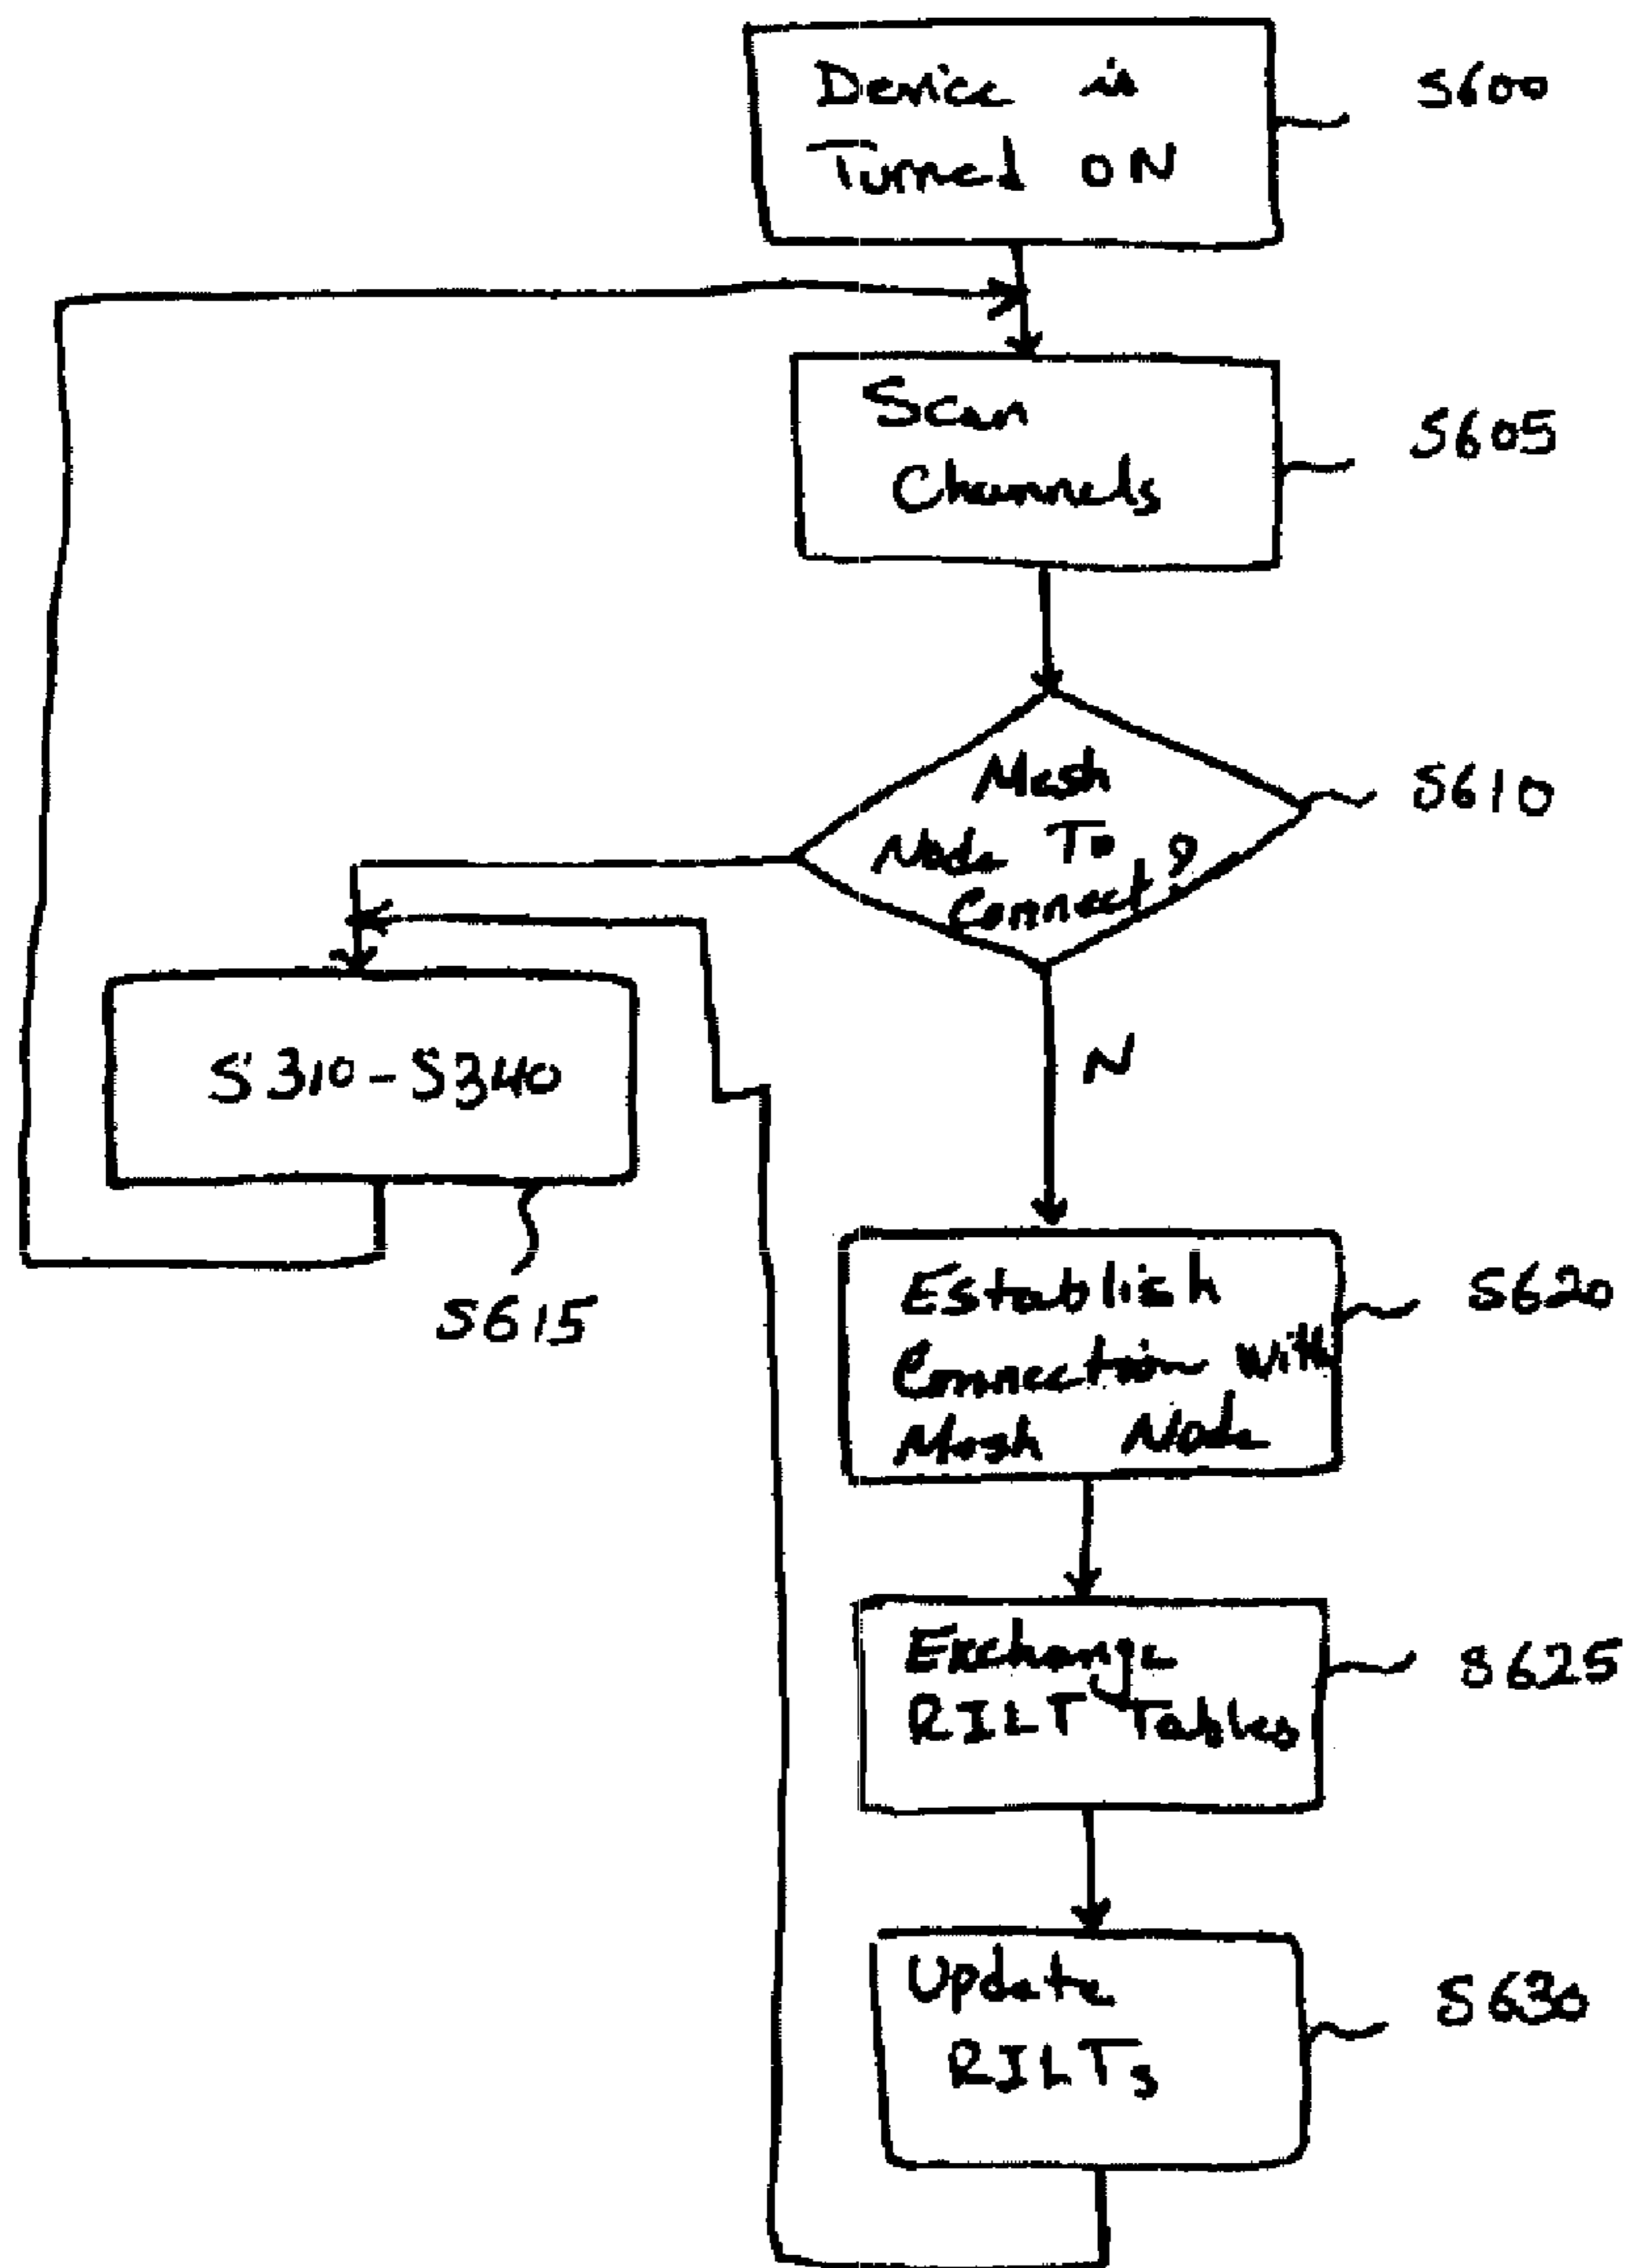 Device is
Turned ON
S600
Scan
Channels
S605
Mesh
Node To
Connect?
S610
N
S310-S340
S615
Establish
Connection with
Mesh Node
S620
Exchange
RILT Tables
S625
Update
RILTs
S630